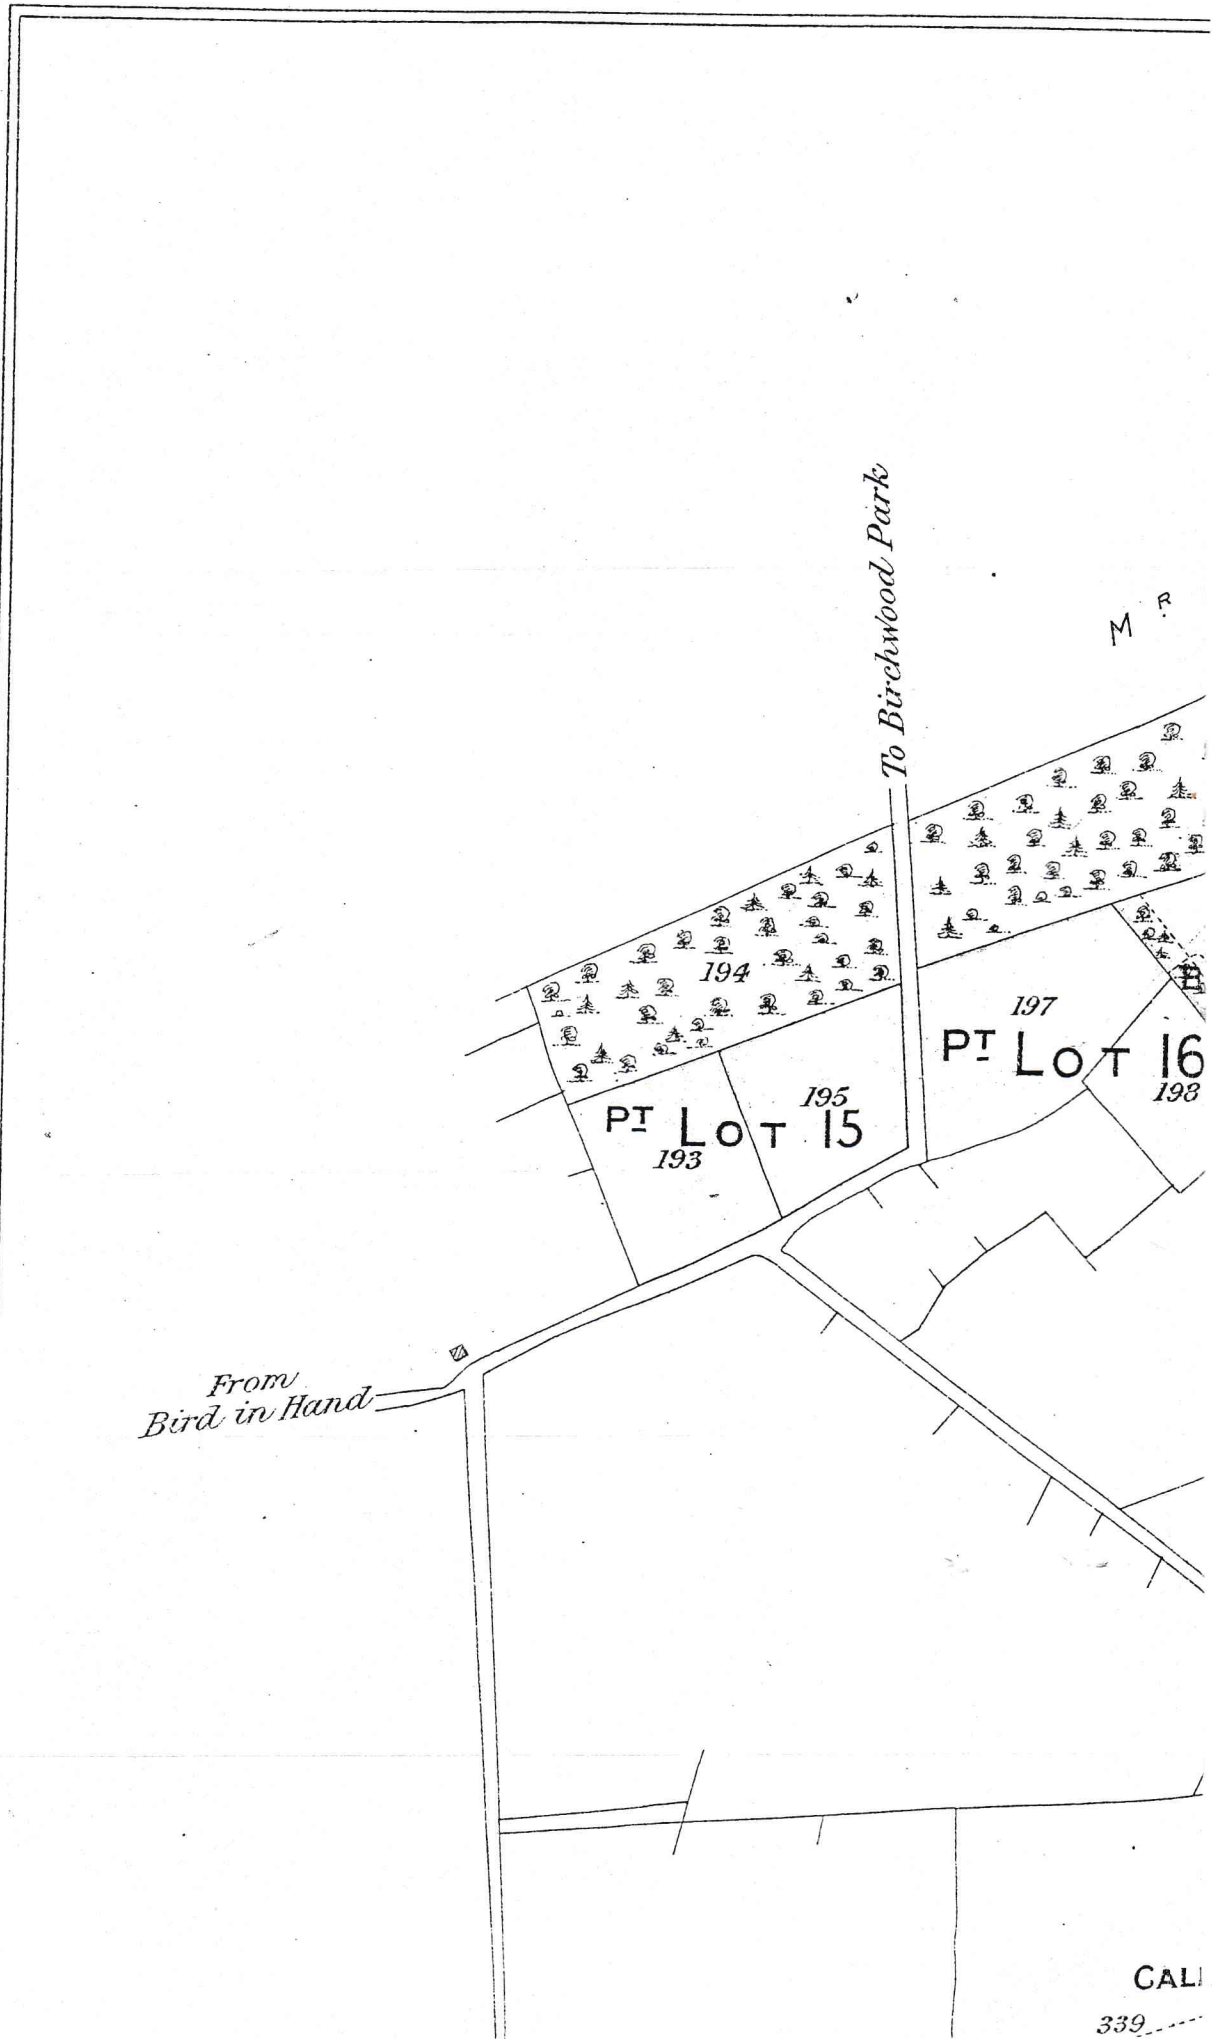 To Birchwood Park
M R.
194
197
PT LOT 16
198
195
PT LOT 15
193
From
Bird in Hand
CAL
339